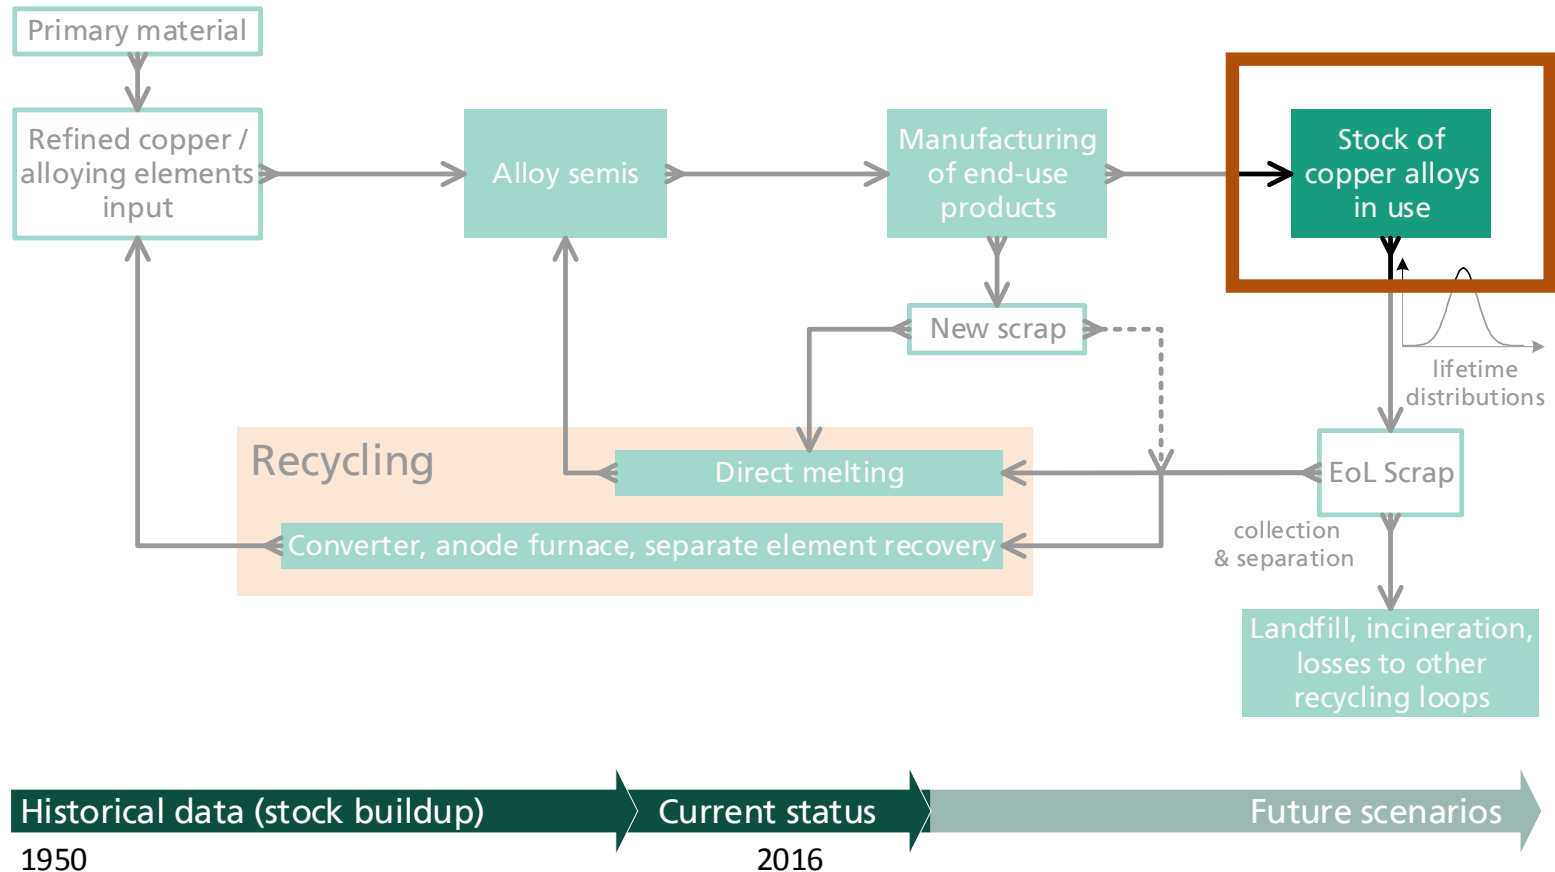 Primary material
Refined copper /
alloying elements
input
Alloy semis
Manufacturing
of end-use
products
Stock of
copper alloys
in use
New scrap
lifetime
distributions
Recycling
Direct melting
EoL Scrap
Converter, anode furnace, separate element recovery
collection
& separation
Landfill, incineration,
losses to other
recycling loops
Historical data (stock buildup)
Current status
Future scenarios
1950
2016